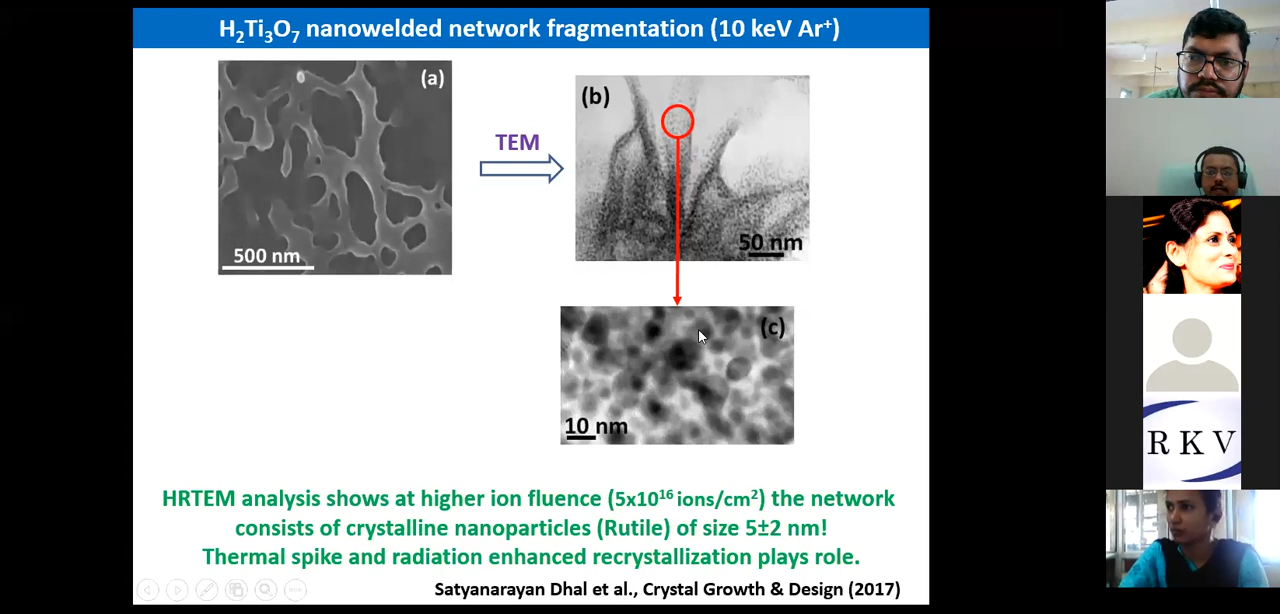 H₂Ti₃O₇ nanowelded network fragmentation (10 keV Ar⁺)
(a)
500 nm
TEM
(b)
50 nm
(c)
10 nm
HRTEM analysis shows at higher ion fluence (5x10¹⁶ ions/cm²) the network
consists of crystalline nanoparticles (Rutile) of size 5±2 nm!
Thermal spike and radiation enhanced recrystallization plays role.
Satyanarayan Dhal et al., Crystal Growth & Design (2017)
R K V